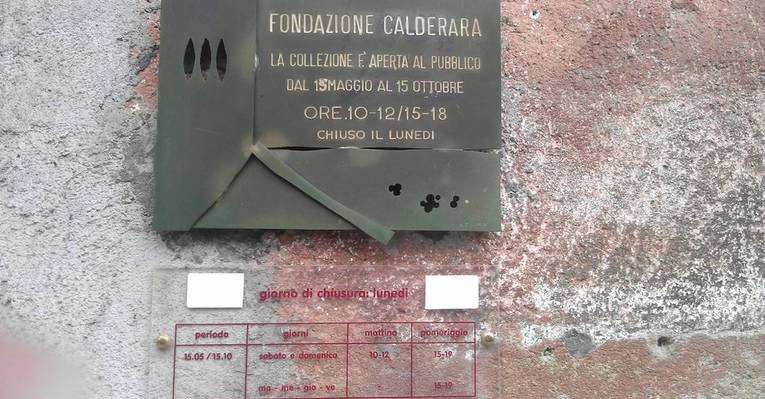 FONDAZIONE CALDERARA
LA COLLEZIONE E' APERTA AL PUBBLICO
DAL 15 MAGGIO AL 15 OTTOBRE
ORE.10-12/15-18
CHIUSO IL LUNEDI
giorno di chiusura: lunedi
periodo giorni mattino pomeriggio
15.05 / 15.10 sabato e domenica 10-12 15-19
ma - me - gio - ve - 15-19